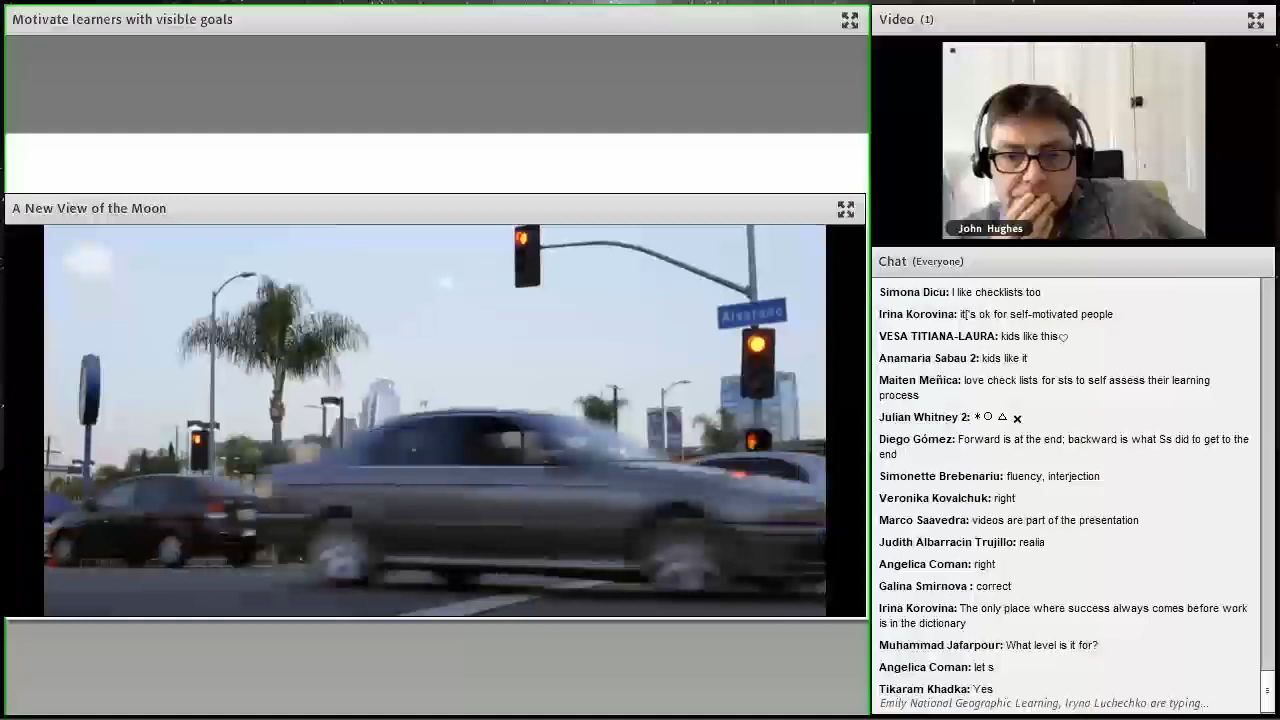 Motivate learners with visible goals
A New View of the Moon
Alvarado
Video (1)
John Hughes
Chat (Everyone)
Simona Dicu: I like checklists too
Irina Korovina: it['s ok for self-motivated people
VESA TITIANA-LAURA: kids like this♡
Anamaria Sabau 2: kids like it
Maiten Meñica: love check lists for sts to self assess their learning
process
Julian Whitney 2: * ○ △ ×
Diego Gómez: Forward is at the end; backward is what Ss did to get to the
end
Simonette Brebenariu: fluency, interjection
Veronika Kovalchuk: right
Marco Saavedra: videos are part of the presentation
Judith Albarracin Trujillo: realia
Angelica Coman: right
Galina Smirnova : correct
Irina Korovina: The only place where success always comes before work
is in the dictionary
Muhammad Jafarpour: What level is it for?
Angelica Coman: let s
Tikaram Khadka: Yes
Emily National Geographic Learning, Iryna Luchechko are typing...